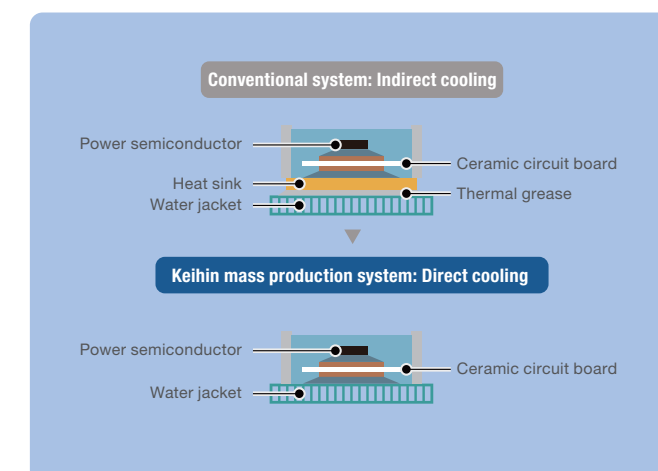 Conventional system: Indirect cooling
Power semiconductor
Ceramic circuit board
Heat sink
Thermal grease
Water jacket
Keihin mass production system: Direct cooling
Power semiconductor
Ceramic circuit board
Water jacket